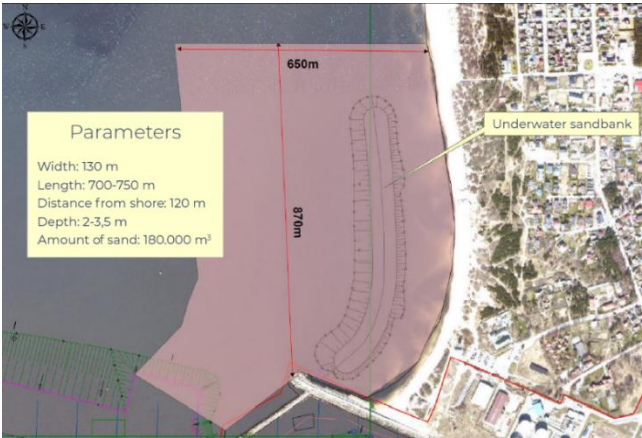 N
W
E
S
650m
Underwater sandbank
Parameters
Width: 130 m
Length: 700-750 m
Distance from shore: 120 m
Depth: 2-3,5 m
Amount of sand: 180.000 m³
870m